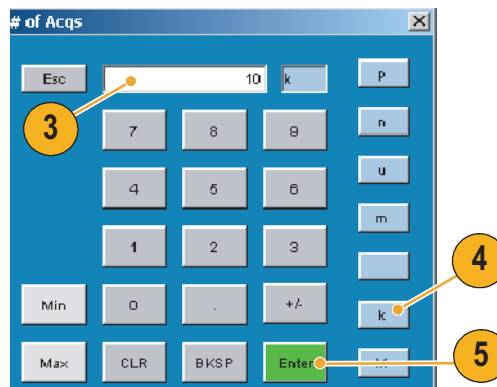 # of Acqs
Esc 10 k p
3
7 8 9 n
4 5 6 u
m
1 2 3
4
Min 0 . +/- k
5
Max CLR BKSP Enter M